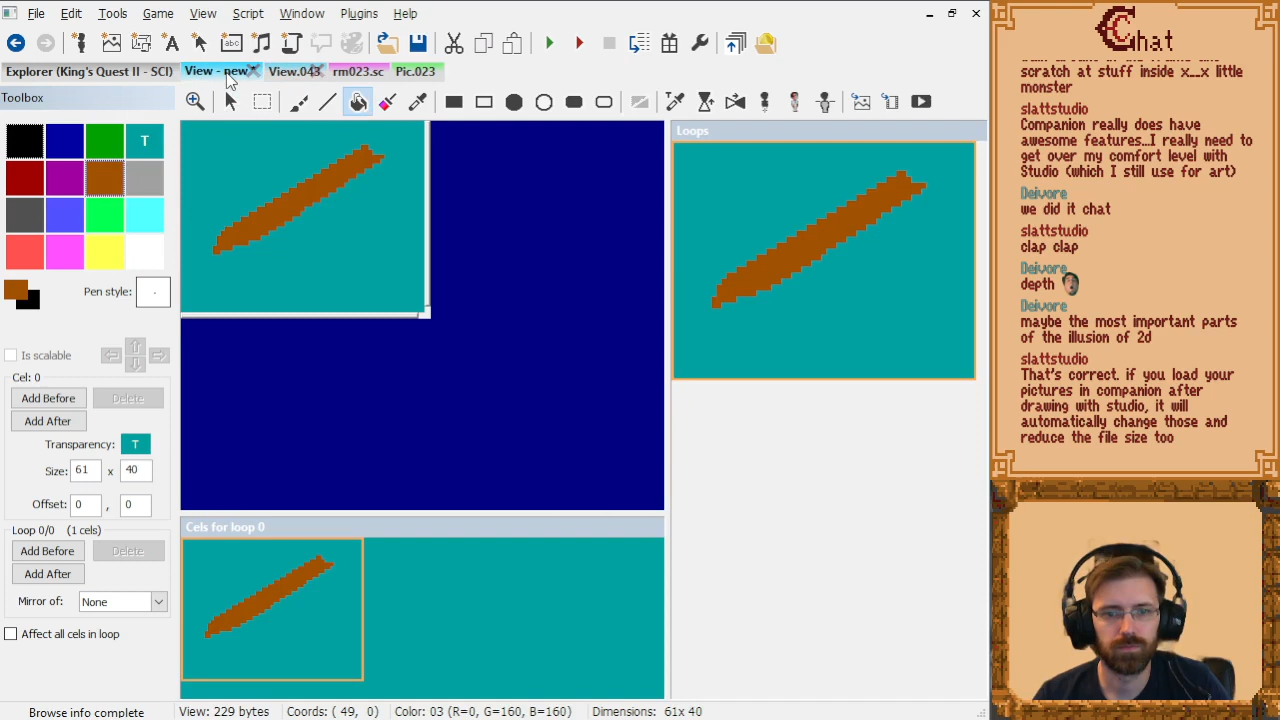 File Edit Tools Game View Script Window Plugins Help
Explorer (King's Quest II - SCI) View - new View.043 rm023.sc Pic.023
Toolbox
T
Pen style:
Is scalable
Cel: 0
Add Before Delete
Add After
Transparency: T
Size: 61 x 40
Offset: 0 , 0
Loop 0/0 (1 cels)
Add Before Delete
Add After
Mirror of: None
Affect all cels in loop
Browse info complete
Loops
Cels for loop 0
View: 229 bytes
( 49, 0)
Color: 03 (R=0, G=160, B=160)
Dimensions: 61x 40
Chat
scratch at stuff inside x__x little
monster
slattstudio
Companion really does have
awesome features...I really need to
get over my comfort level with
Studio (which I still use for art)
Deivore
we did it chat
slattstudio
clap clap
Deivore
depth
Deivore
maybe the most important parts
of the illusion of 2d
slattstudio
That's correct. if you load your
pictures in companion after
drawing with studio, it will
automatically change those and
reduce the file size too